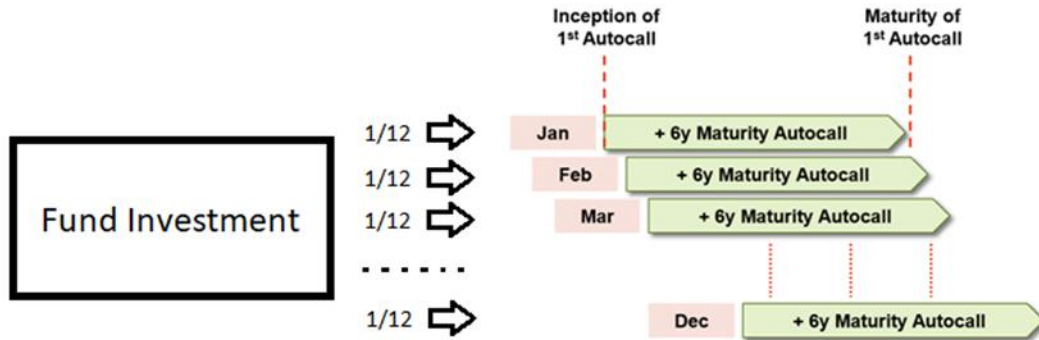 Inception of
1st Autocall
Maturity of
1st Autocall
Fund Investment
1/12
Jan
+ 6y Maturity Autocall
1/12
Feb
+ 6y Maturity Autocall
1/12
Mar
+ 6y Maturity Autocall
1/12
Dec
+ 6y Maturity Autocall